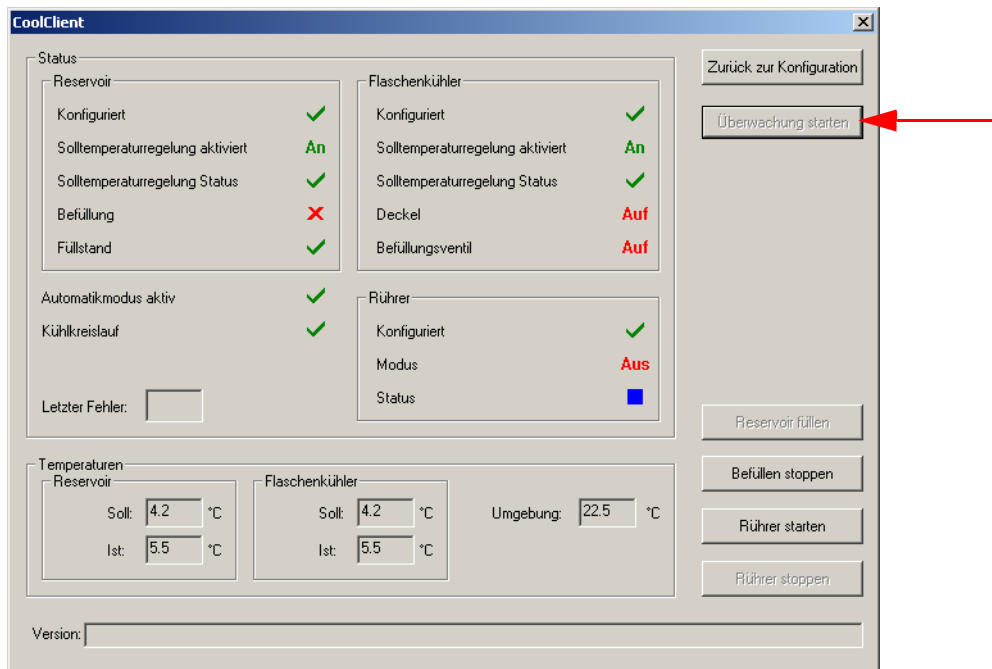 CoolClient
Status
Reservoir
Konfiguriert
Solltemperaturregelung aktiviert An
Solltemperaturregelung Status
Befüllung
Füllstand
Flaschenkühler
Konfiguriert
Solltemperaturregelung aktiviert An
Solltemperaturregelung Status
Deckel Auf
Befüllungsventil Auf
Automatikmodus aktiv
Kühlkreislauf
Letzter Fehler:
Rührer
Konfiguriert
Modus Aus
Status
Temperaturen
Reservoir
Soll: 4.2 °C
Ist: 5.5 °C
Flaschenkühler
Soll: 4.2 °C
Ist: 5.5 °C
Umgebung: 22.5 °C
Version:
Zurück zur Konfiguration
Überwachung starten
Reservoir füllen
Befüllen stoppen
Rührer starten
Rührer stoppen